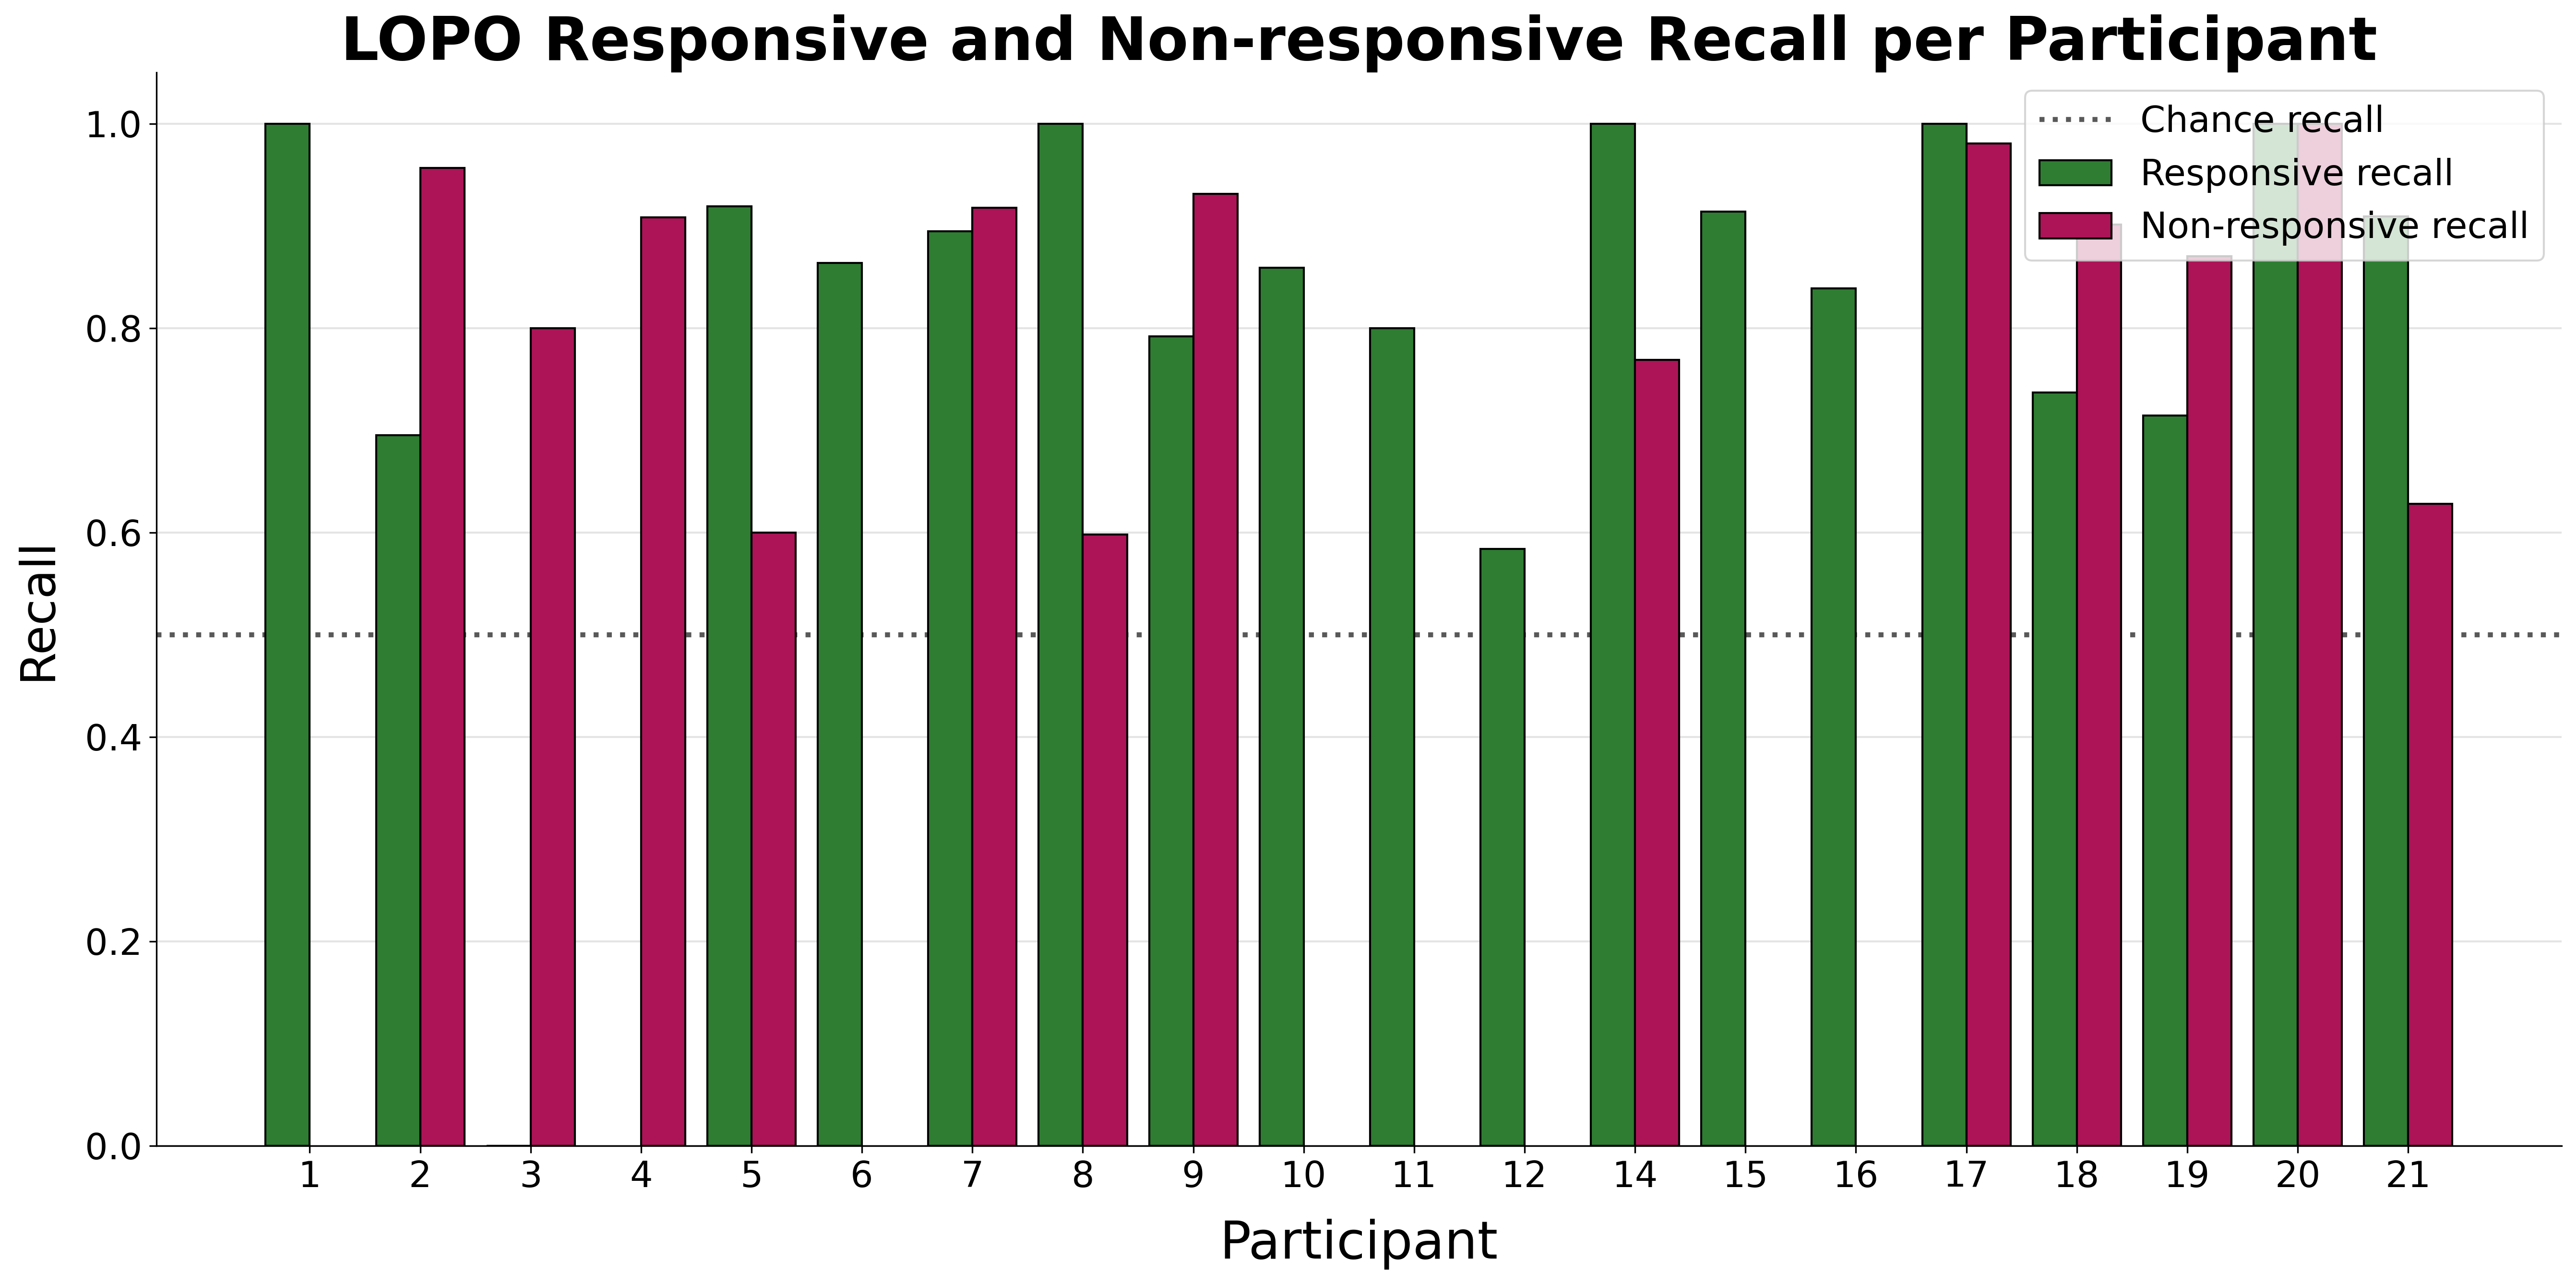 LOPO Responsive and Non-responsive Recall per Participant
Chance recall
Responsive recall
Non-responsive recall
Recall
1.0
0.8
0.6
0.4
0.2
0.0
1 2 3 4 5 6 7 8 9 10 11 12 14 15 16 17 18 19 20 21
Participant